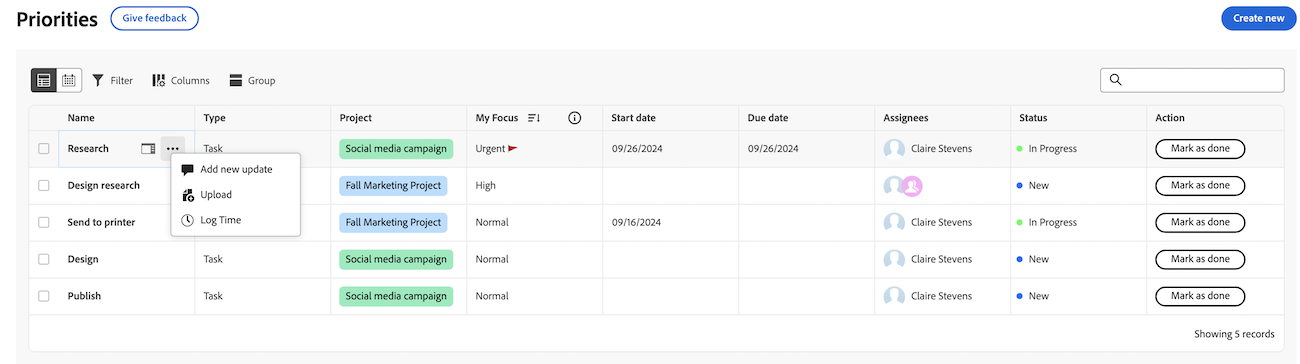 Priorities Give feedback Create new
Filter Columns Group
Name Type Project My Focus Start date Due date Assignees Status Action
Research Task Social media campaign Urgent 09/26/2024 09/26/2024 Claire Stevens In Progress Mark as done
Add new update
Design research Fall Marketing Project High New Mark as done
Upload
Send to printer Fall Marketing Project Normal 09/16/2024 Claire Stevens In Progress Mark as done
Log Time
Design Task Social media campaign Normal Claire Stevens New Mark as done
Publish Task Social media campaign Normal Claire Stevens New Mark as done
Showing 5 records